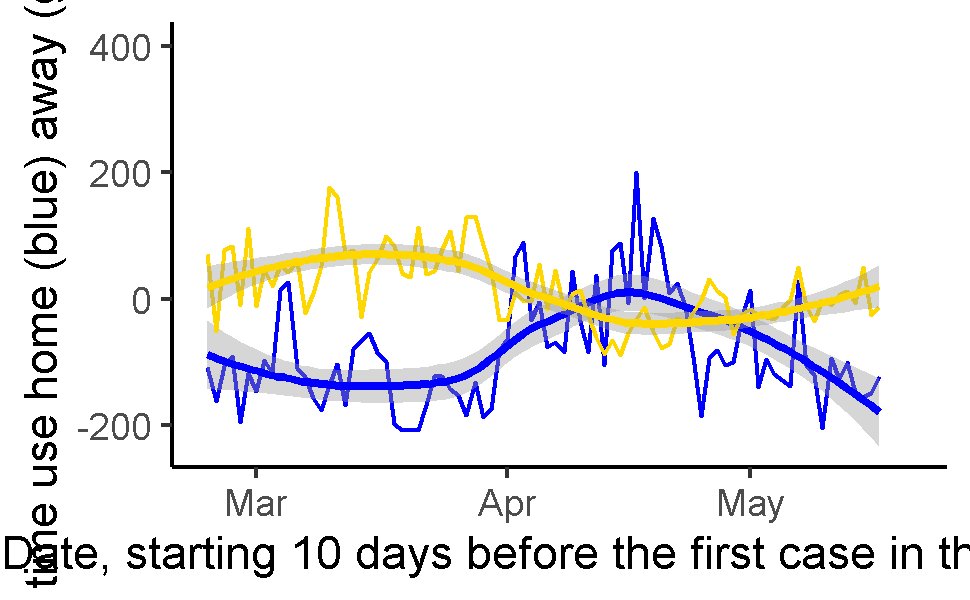 time use home (blue) away (
400
200
0
-200
Mar Apr May
Date, starting 10 days before the first case in